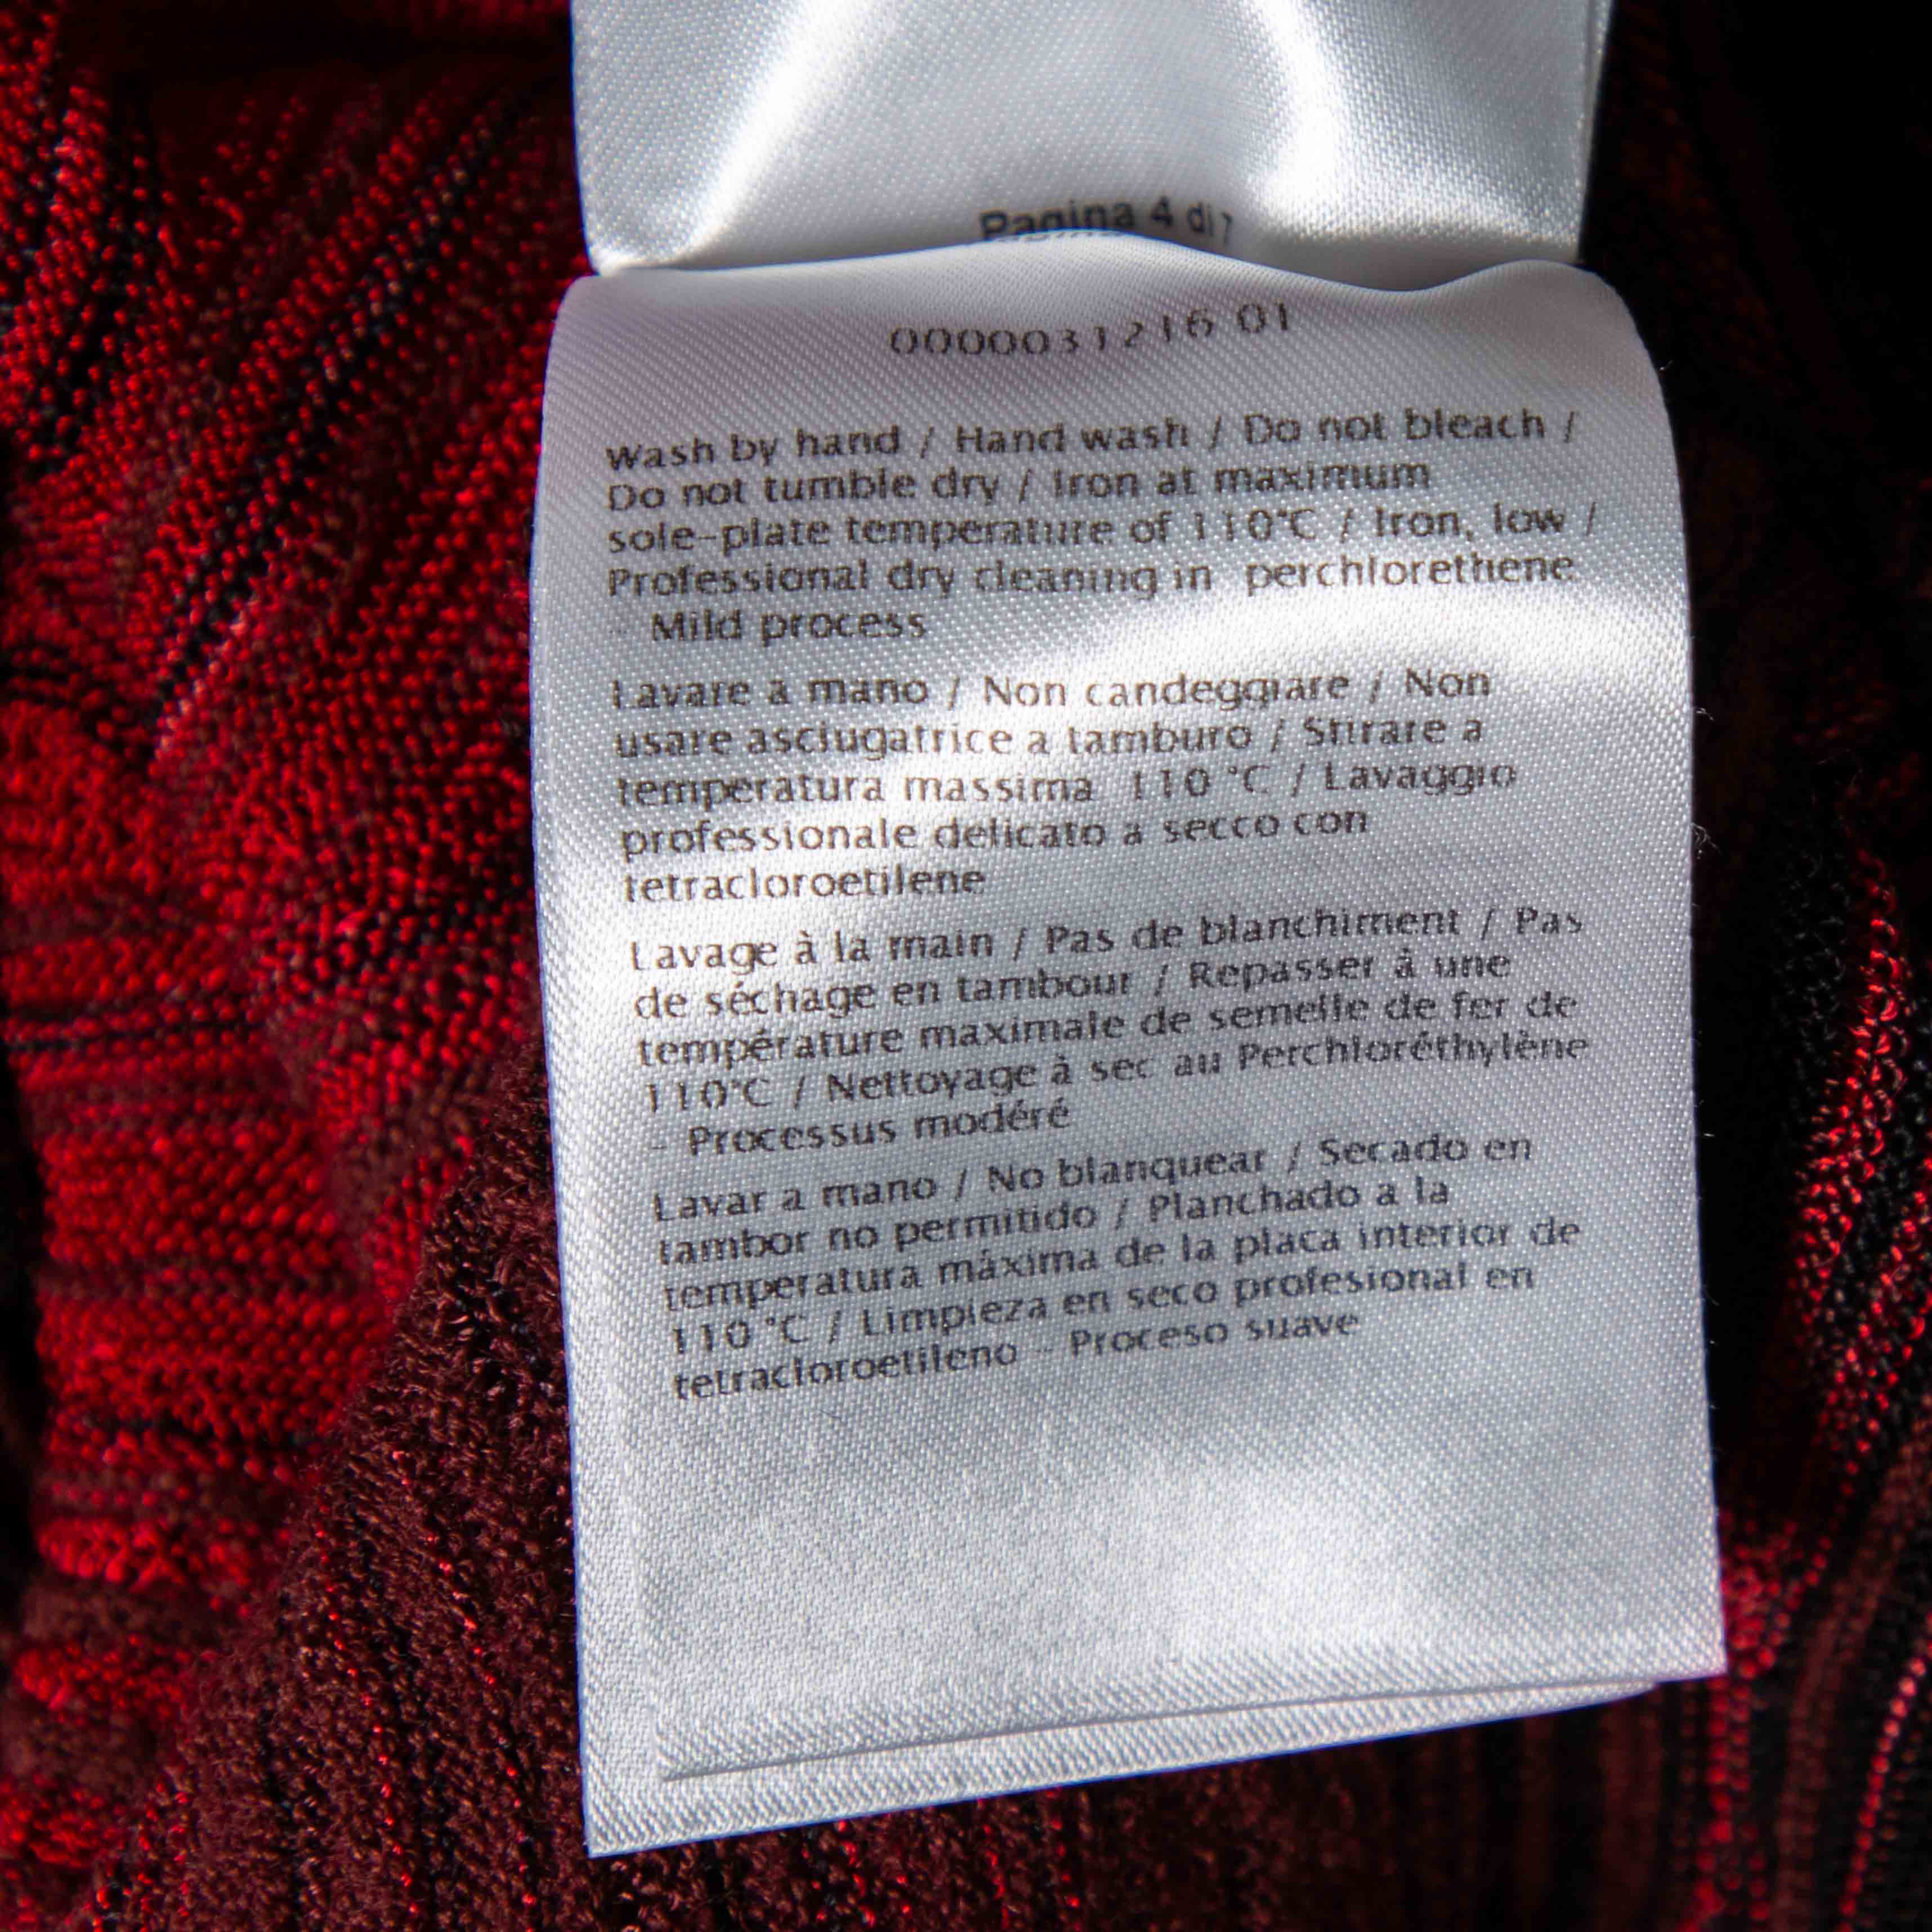 Pagina 4 di 7
0000031216 01
Wash by hand / Hand wash / Do not bleach /
Do not tumble dry / Iron at maximum
sole-plate temperature of 110°C / Iron, low /
Professional dry cleaning in perchlorethene
- Mild process
Lavare a mano / Non candeggiare / Non
usare asciugatrice a tamburo / Stirare a
temperatura massima 110 °C / Lavaggio
professionale delicato a secco con
tetracloroetilene
Lavage à la main / Pas de blanchiment / Pas
de séchage en tambour / Repasser à une
température maximale de semelle de fer de
110°C / Nettoyage à sec au Perchloréthylène
- Processus modéré
Lavar a mano / No blanquear / Secado en
tambor no permitido / Planchado a la
temperatura máxima de la placa interior de
110 °C / Limpieza en seco profesional en
tetracloroetileno - Proceso suave